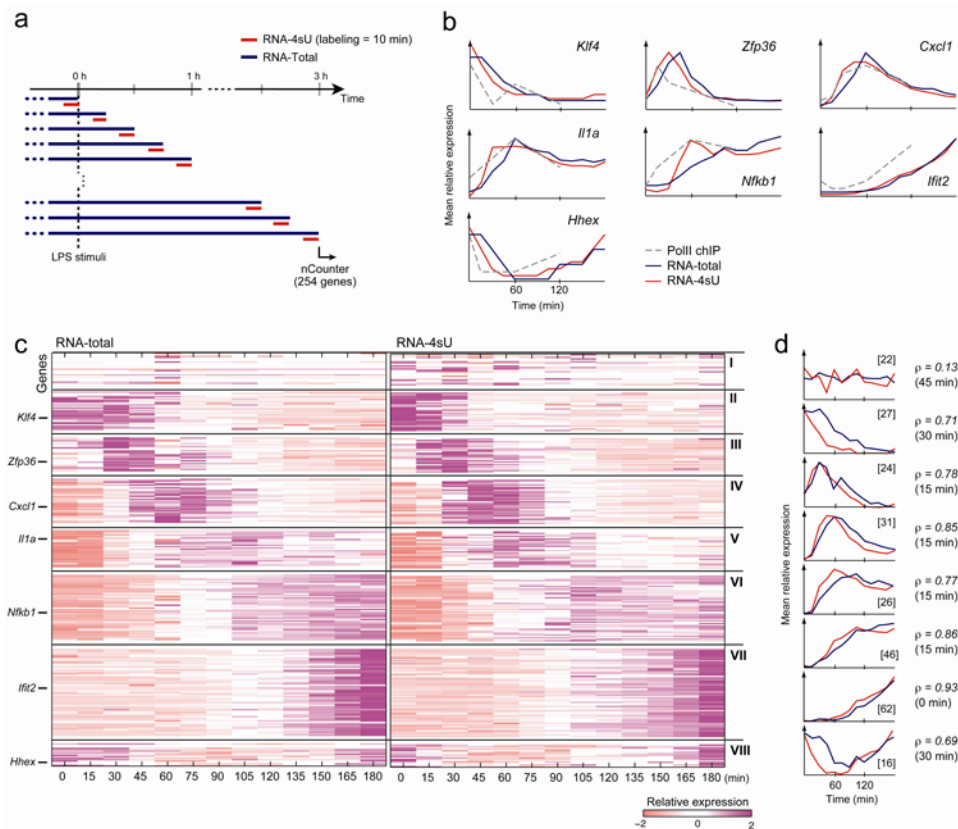 a
RNA-4sU (labeling = 10 min)
RNA-Total
0 h
1 h
3 h
Time
LPS stimuli
nCounter
(254 genes)
b
Mean relative expression
Klf4
Zfp36
Cxcl1
Il1a
Nfkb1
Ifit2
Hhex
60
120
Time (min)
PolII chIP
RNA-total
RNA-4sU
c
RNA-total
RNA-4sU
Genes
Klf4
Zfp36
Cxcl1
Il1a
Nfkb1
Ifit2
Hhex
I
II
III
IV
V
VI
VII
VIII
0 15 30 45 60 75 90 105 120 135 165 180
0 15 30 45 60 75 90 105 120 135 165 180 (min)
Relative expression
-2 0 2
d
Mean relative expression
[22]
ρ = 0.13
(45 min)
[27]
ρ = 0.71
(30 min)
[24]
ρ = 0.78
(15 min)
[31]
ρ = 0.85
(15 min)
[26]
ρ = 0.77
(15 min)
[46]
ρ = 0.86
(15 min)
[62]
ρ = 0.93
(0 min)
[16]
ρ = 0.69
(30 min)
60 120
Time (min)